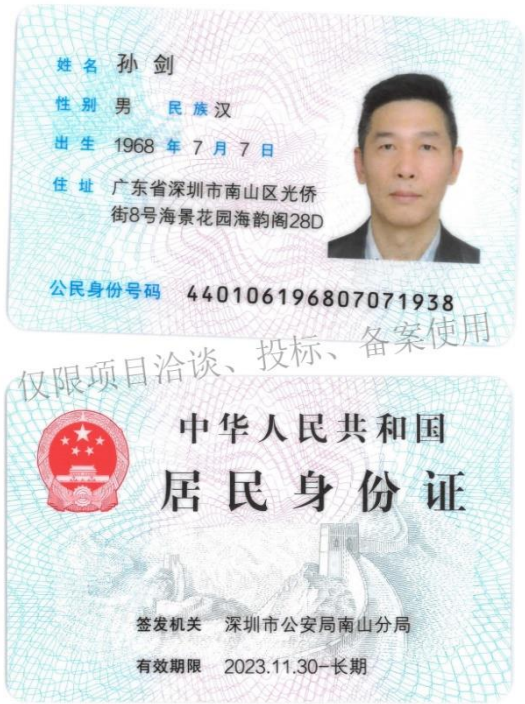 姓名 孙剑
性别 男 民族 汉
出生 1968 年 7 月 7 日
住址 广东省深圳市南山区光侨
街8号海景花园海韵阁28D
公民身份号码 440106196807071938
仅限项目洽谈、投标、备案使用
中华人民共和国
居民身份证
签发机关 深圳市公安局南山分局
有效期限 2023.11.30-长期